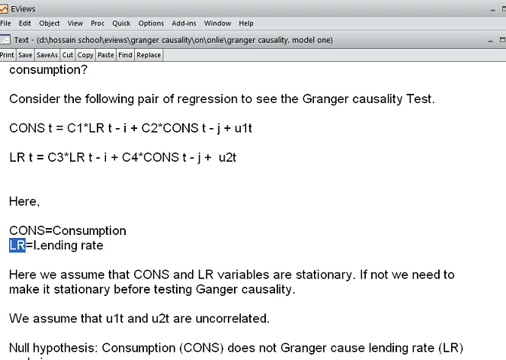 EViews
File Edit Object View Proc Quick Options Add-ins Window Help
Text - (d:\hossain school\eviews\granger causality\on\onlie\granger causality. model one)
Print Save SaveAs Cut Copy Paste Find Replace
consumption?
Consider the following pair of regression to see the Granger causality Test.
CONS t = C1*LR t - i + C2*CONS t - j + u1t
LR t = C3*LR t - i + C4*CONS t - j + u2t
Here,
CONS=Consumption
LR=Lending rate
Here we assume that CONS and LR variables are stationary. If not we need to
make it stationary before testing Ganger causality.
We assume that u1t and u2t are uncorrelated.
Null hypothesis: Consumption (CONS) does not Granger cause lending rate (LR)